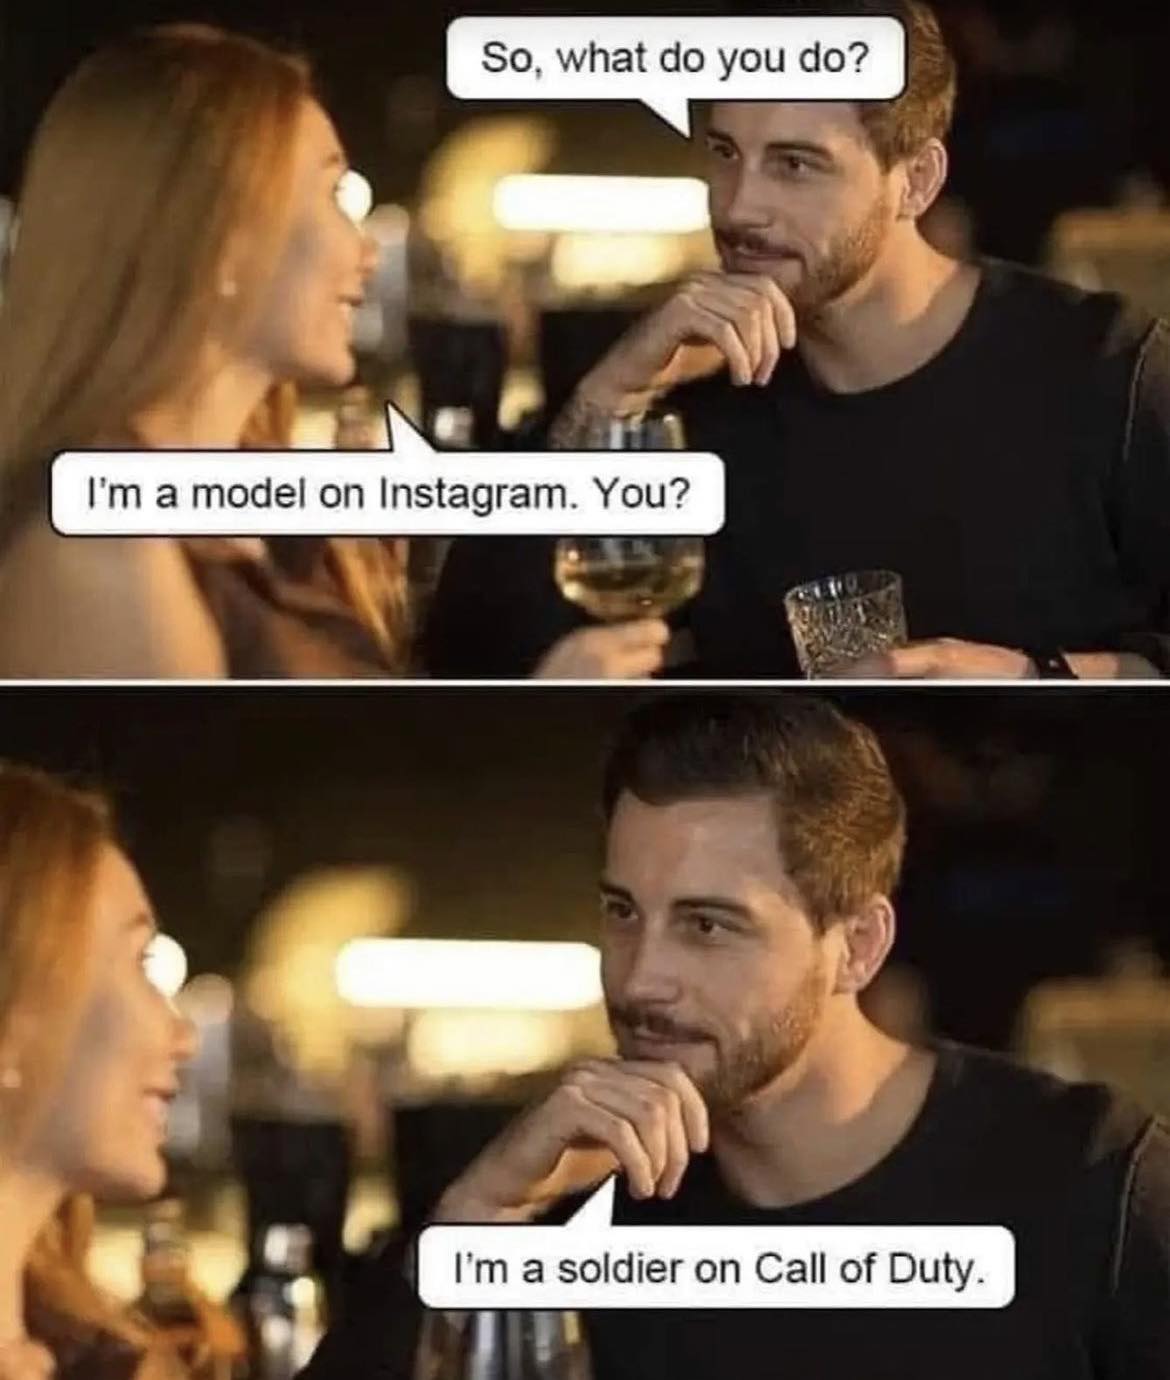 So, what do you do?
I'm a model on Instagram. You?
I'm a soldier on Call of Duty.